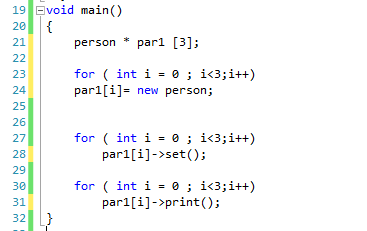 19 void main()
20 {
21 person * par1 [3];
22
23 for ( int i = 0 ; i<3;i++)
24 par1[i]= new person;
25
26
27 for ( int i = 0 ; i<3;i++)
28 par1[i]->set();
29
30 for ( int i = 0 ; i<3;i++)
31 par1[i]->print();
32 }